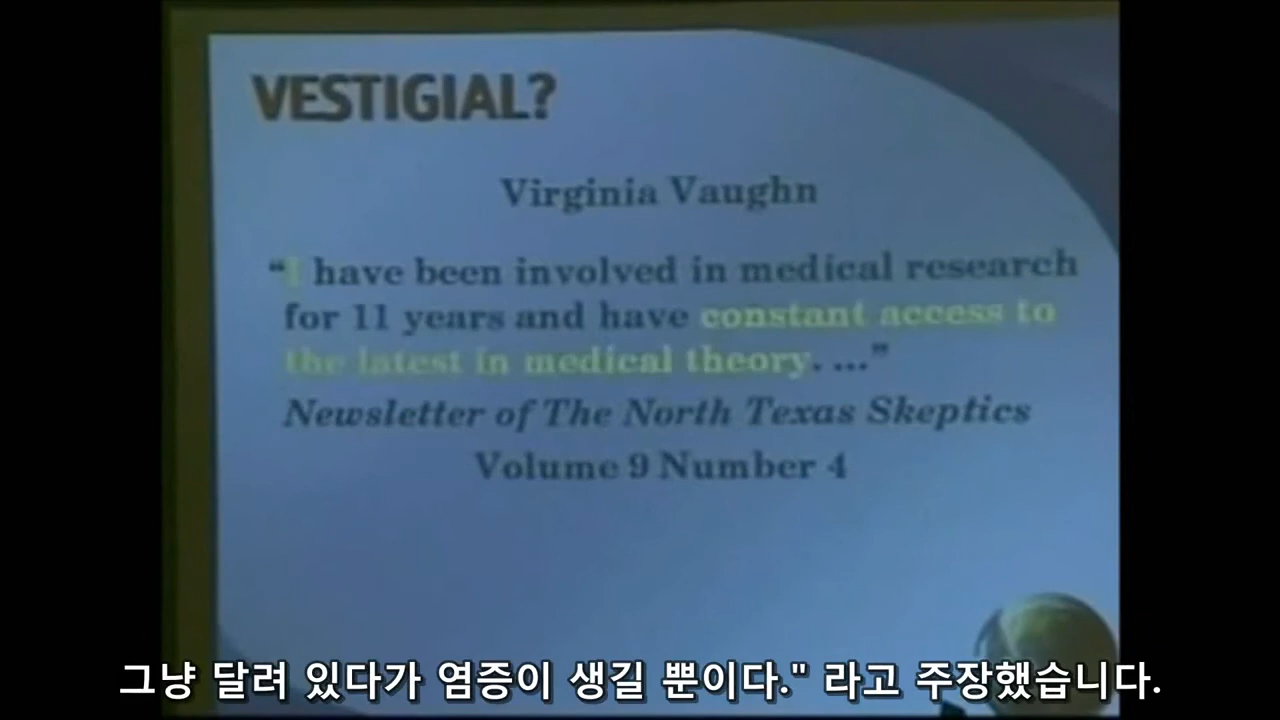 VESTIGIAL?
Virginia Vaughn
“I have been involved in medical research
for 11 years and have constant access to
the latest in medical theory. ...”
Newsletter of The North Texas Skeptics
Volume 9 Number 4
그냥 달려 있다가 염증이 생길 뿐이다." 라고 주장했습니다.